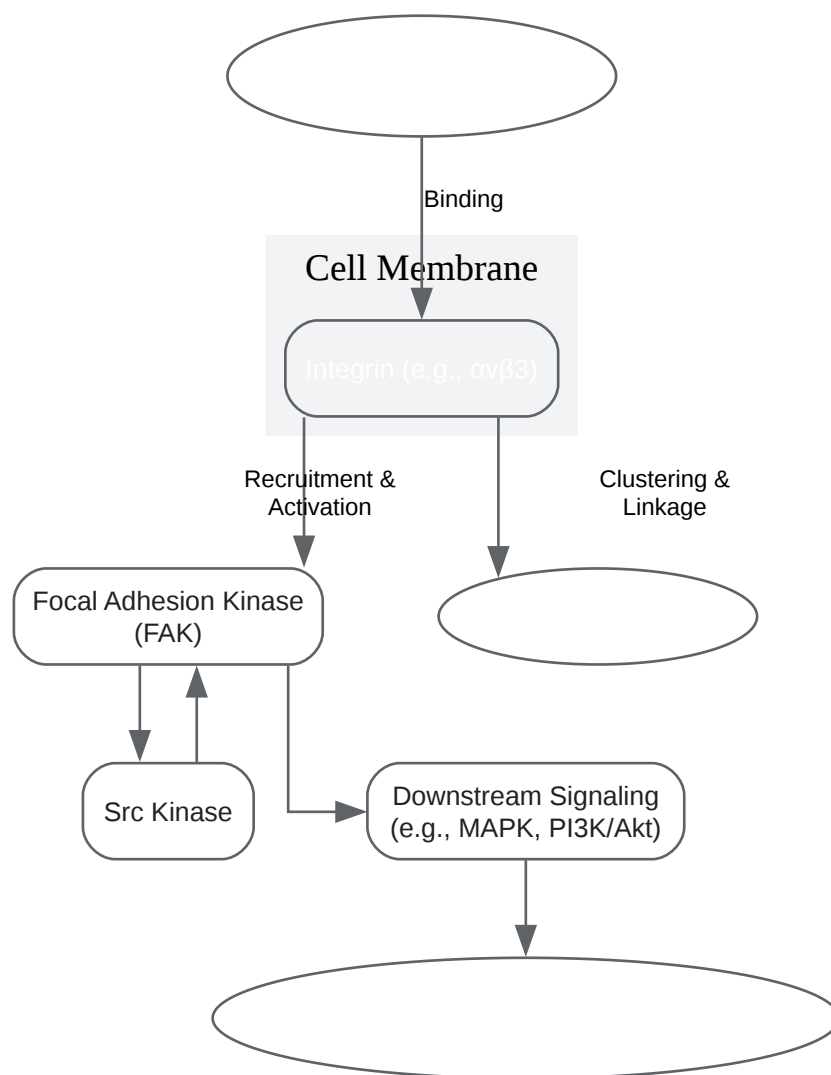 Binding
Cell Membrane
Integrin (e.g., αvβ3)
Recruitment &
Activation
Clustering &
Linkage
Focal Adhesion Kinase
(FAK)
Src Kinase
Downstream Signaling
(e.g., MAPK, PI3K/Akt)